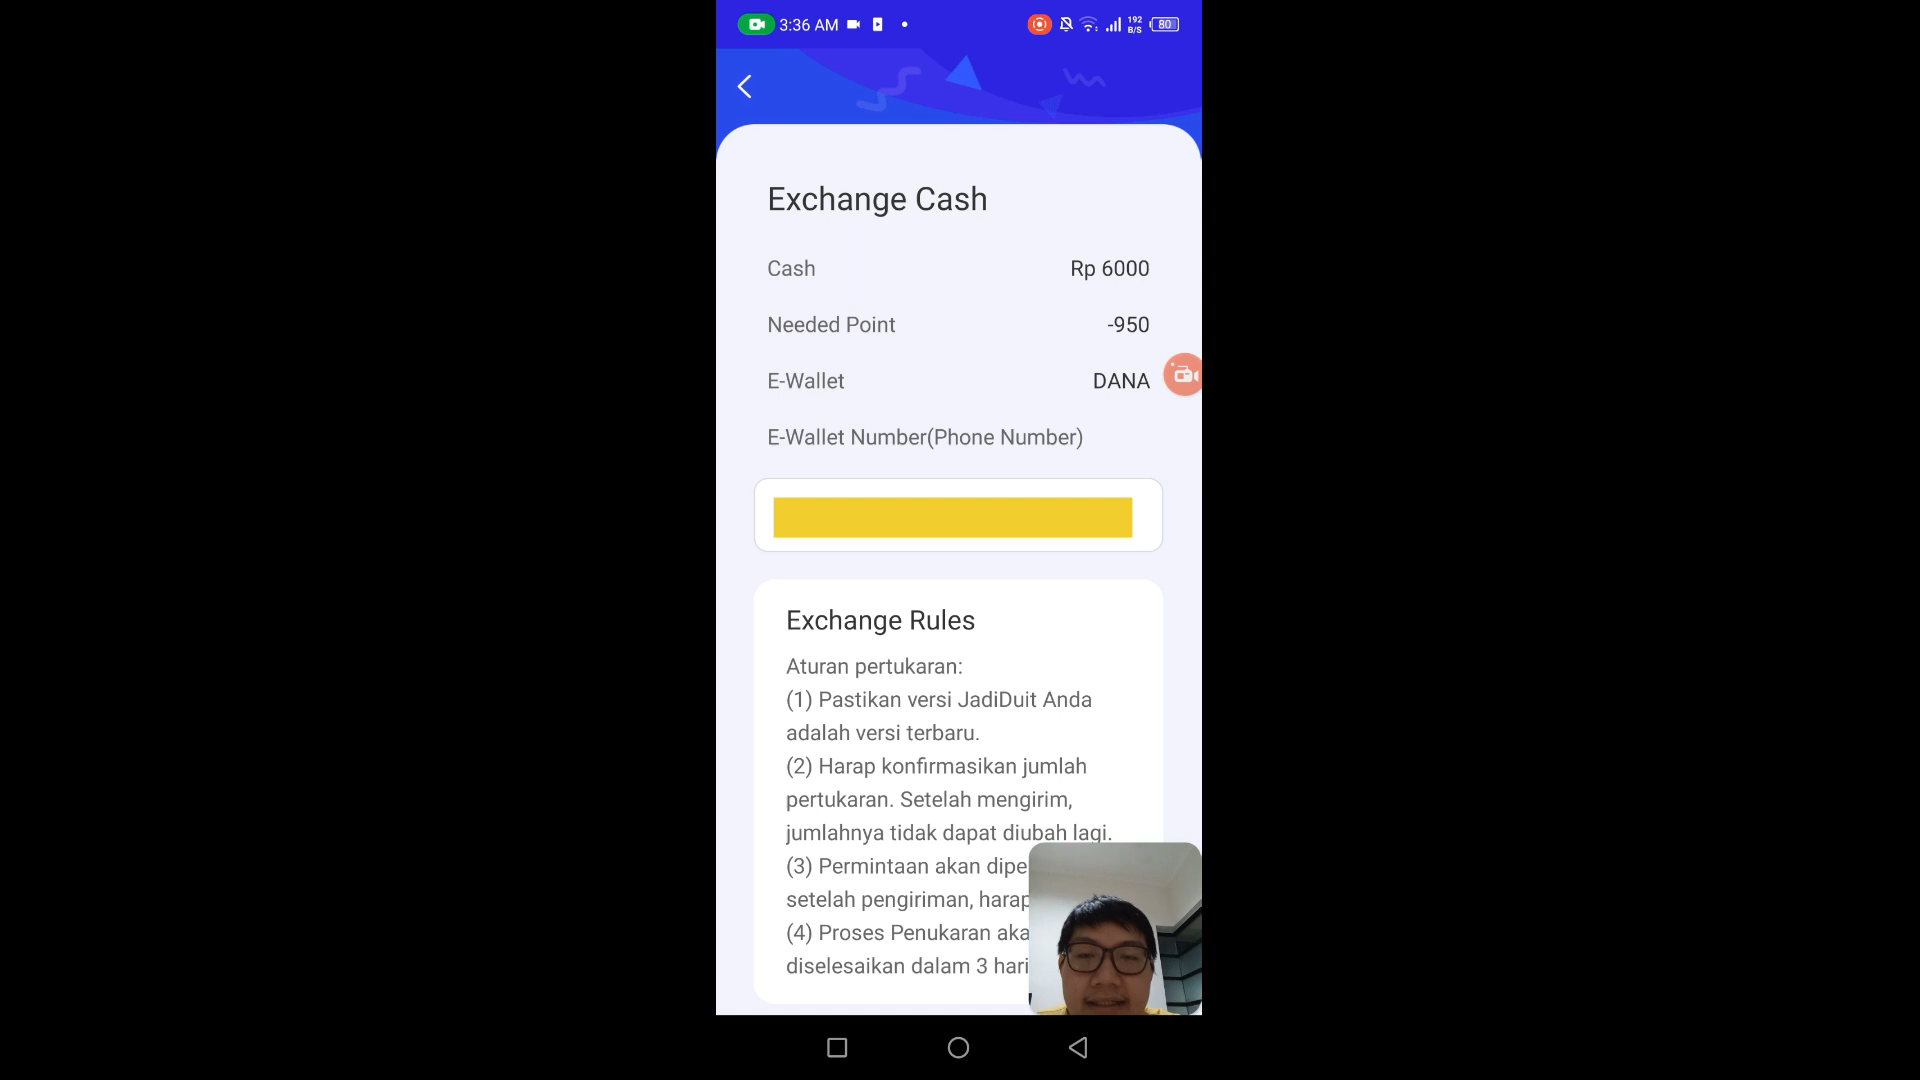 3:36 AM
192
B/S
80
Exchange Cash
Cash Rp 6000
Needed Point -950
E-Wallet DANA
E-Wallet Number(Phone Number)
Exchange Rules
Aturan pertukaran:
(1) Pastikan versi JadiDuit Anda
adalah versi terbaru.
(2) Harap konfirmasikan jumlah
pertukaran. Setelah mengirim,
jumlahnya tidak dapat diubah lagi.
(3) Permintaan akan dipe
setelah pengiriman, harap
(4) Proses Penukaran aka
diselesaikan dalam 3 hari